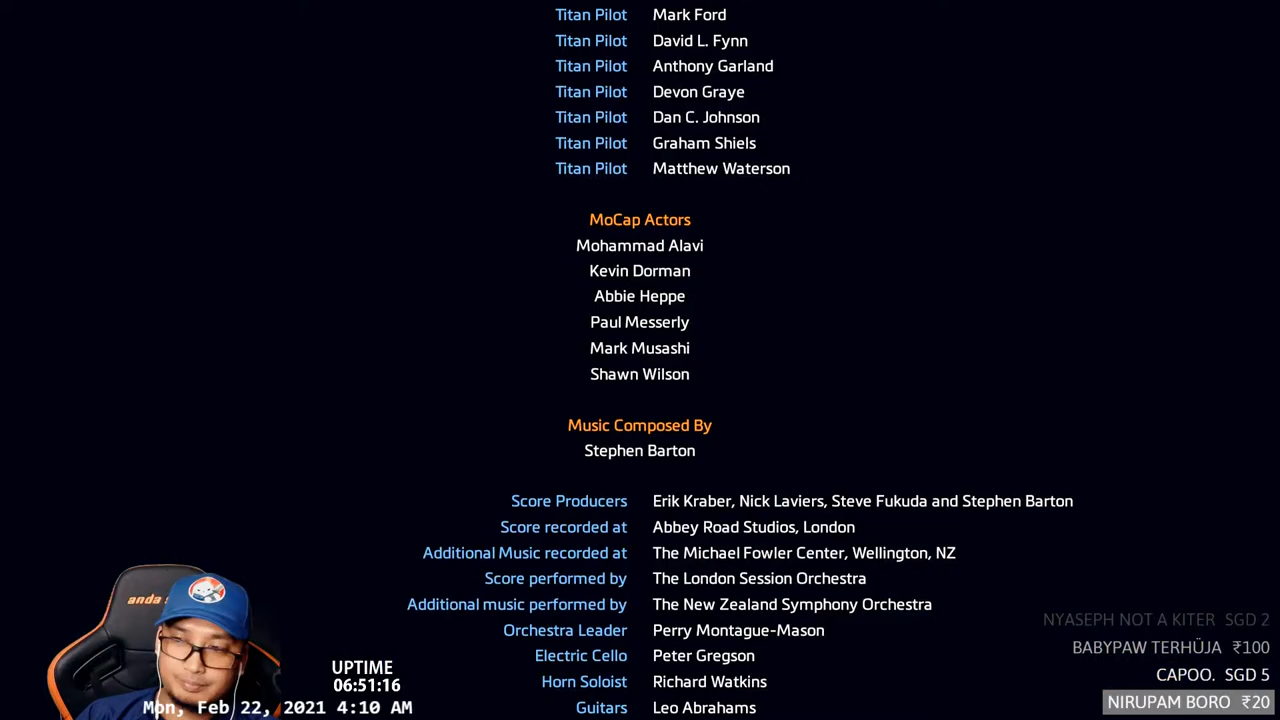 Titan Pilot Mark Ford
Titan Pilot David L. Fynn
Titan Pilot Anthony Garland
Titan Pilot Devon Graye
Titan Pilot Dan C. Johnson
Titan Pilot Graham Shiels
Titan Pilot Matthew Waterson
MoCap Actors
Mohammad Alavi
Kevin Dorman
Abbie Heppe
Paul Messerly
Mark Musashi
Shawn Wilson
Music Composed By
Stephen Barton
Score Producers Erik Kraber, Nick Laviers, Steve Fukuda and Stephen Barton
Score recorded at Abbey Road Studios, London
Additional Music recorded at The Michael Fowler Center, Wellington, NZ
Score performed by The London Session Orchestra
Additional music performed by The New Zealand Symphony Orchestra
Orchestra Leader Perry Montague-Mason
Electric Cello Peter Gregson
Horn Soloist Richard Watkins
Guitars Leo Abrahams
NYASEPH NOT A KITER SGD 2
BABYPAW TERHÜJA ₹100
CAPOO. SGD 5
NIRUPAM BORO ₹20
anda
UPTIME
06:51:16
Mon, Feb 22, 2021 4:10 AM